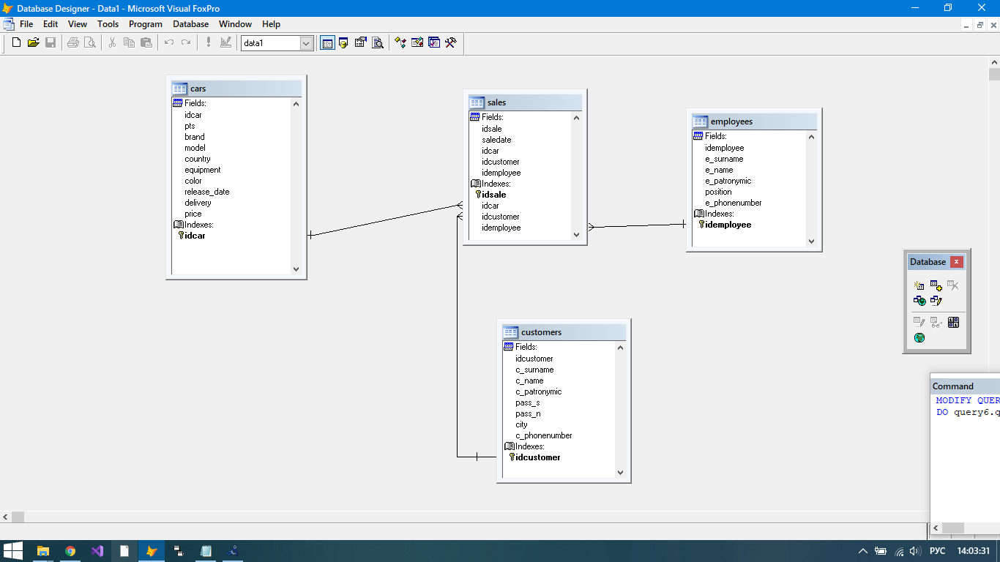 Database Designer - Data1 - Microsoft Visual FoxPro
File Edit View Tools Program Database Window Help
data1
cars
Fields:
idcar
pts
brand
model
country
equipment
color
release_date
delivery
price
Indexes:
idcar
sales
Fields:
idsale
saledate
idcar
idcustomer
idemployee
Indexes:
idsale
idcar
idcustomer
idemployee
employees
Fields:
idemployee
e_surname
e_name
e_patronymic
position
e_phonenumber
Indexes:
idemployee
customers
Fields:
idcustomer
c_surname
c_name
c_patronymic
pass_s
pass_n
city
c_phonenumber
Indexes:
idcustomer
Database
Command
MODIFY QUER
DO query6.q
РУС 14:03:31